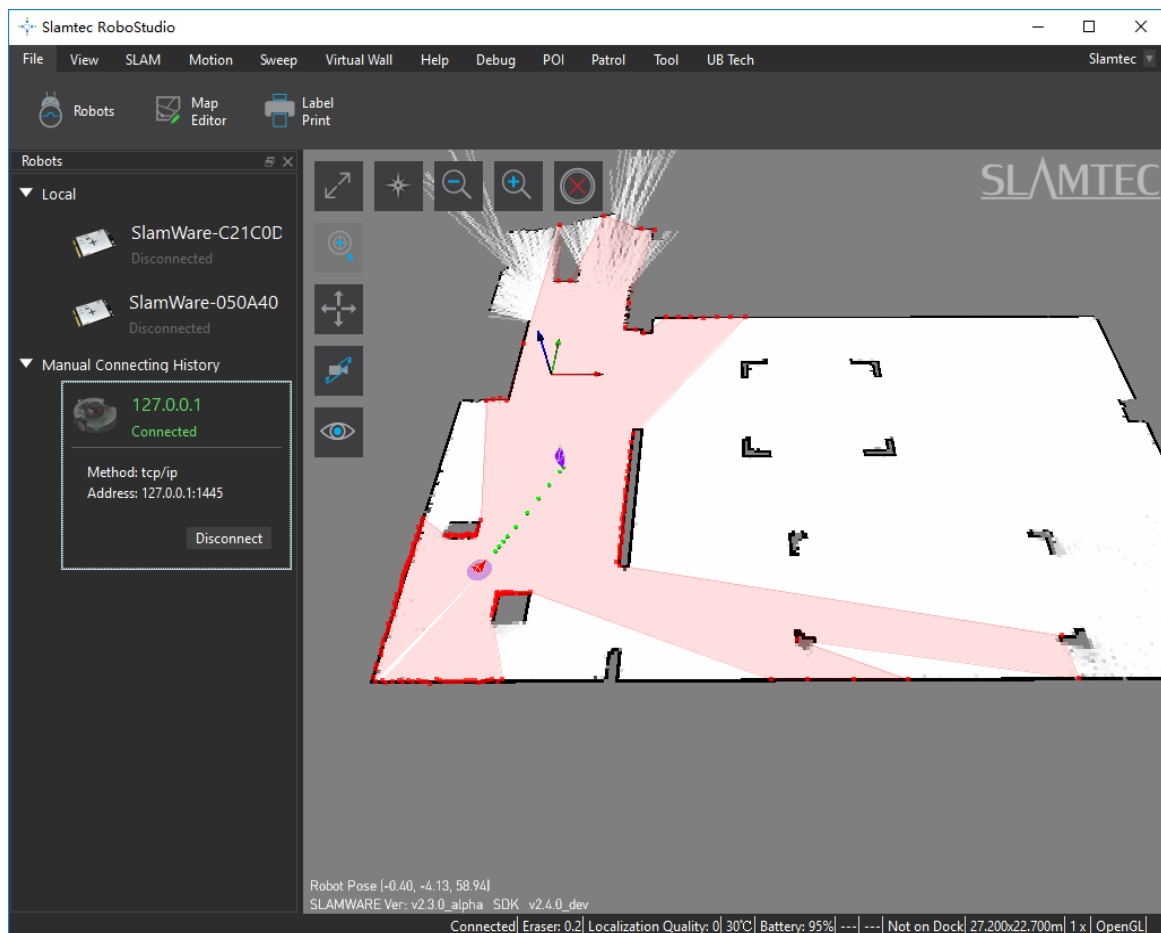 Slamtec RoboStudio
File View SLAM Motion Sweep Virtual Wall Help Debug POI Patrol Tool UB Tech Slamtec
Robots
Map
Editor
Label
Print
Robots
Local
SlamWare-C21C0D
Disconnected
SlamWare-050A40
Disconnected
Manual Connecting History
127.0.0.1
Connected
Method: tcp/ip
Address: 127.0.0.1:1445
Disconnect
SLAMTEC
Robot Pose (-0.40, -4.13, 58.94)
SLAMWARE Ver: v2.3.0_alpha SDK v2.4.0_dev
Connected| Eraser: 0.2| Localization Quality: 0| 30℃| Battery: 95%| ---| ---| Not on Dock| 27.200x22.700m| 1 x| OpenGL|